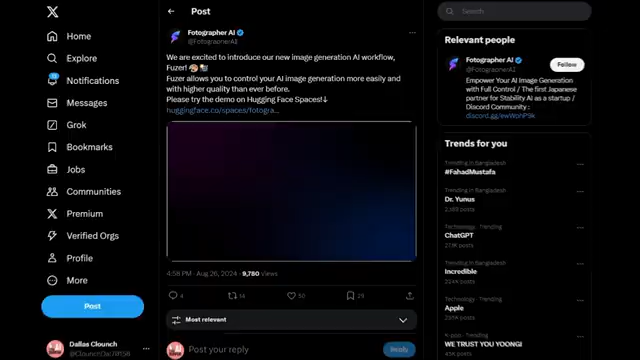 Post
Search
Home
Explore
Notifications
Messages
Grok
Bookmarks
Jobs
Communities
Premium
Verified Orgs
Profile
More
Post
Dallas Clounch
Fotographer AI
We are excited to introduce our new image generation AI workflow,
Fuzer!
Fuzer allows you to control your AI image generation more easily and
with higher quality than ever before.
Please try the demo on Hugging Face Spaces!↓
huggingface.co/spaces/fotogra...
4:58 PM · Aug 26, 2024 · 9,780 Views
4
14
50
29
Most relevant
Post your reply
Reply
Relevant people
Fotographer AI
Follow
Empower Your AI Image Generation
with Full Control / The first Japanese
partner for Stability AI as a startup /
Discord Community :
Trends for you
Trending in Bangladesh
#FahadMustafa
Trending in Bangladesh
Dr. Yunus
posts
Technology · Trending
ChatGPT
posts
Trending in Bangladesh
Incredible
posts
Technology · Trending
Apple
posts
K-pop · Trending
WE TRUST YOU YOONGI